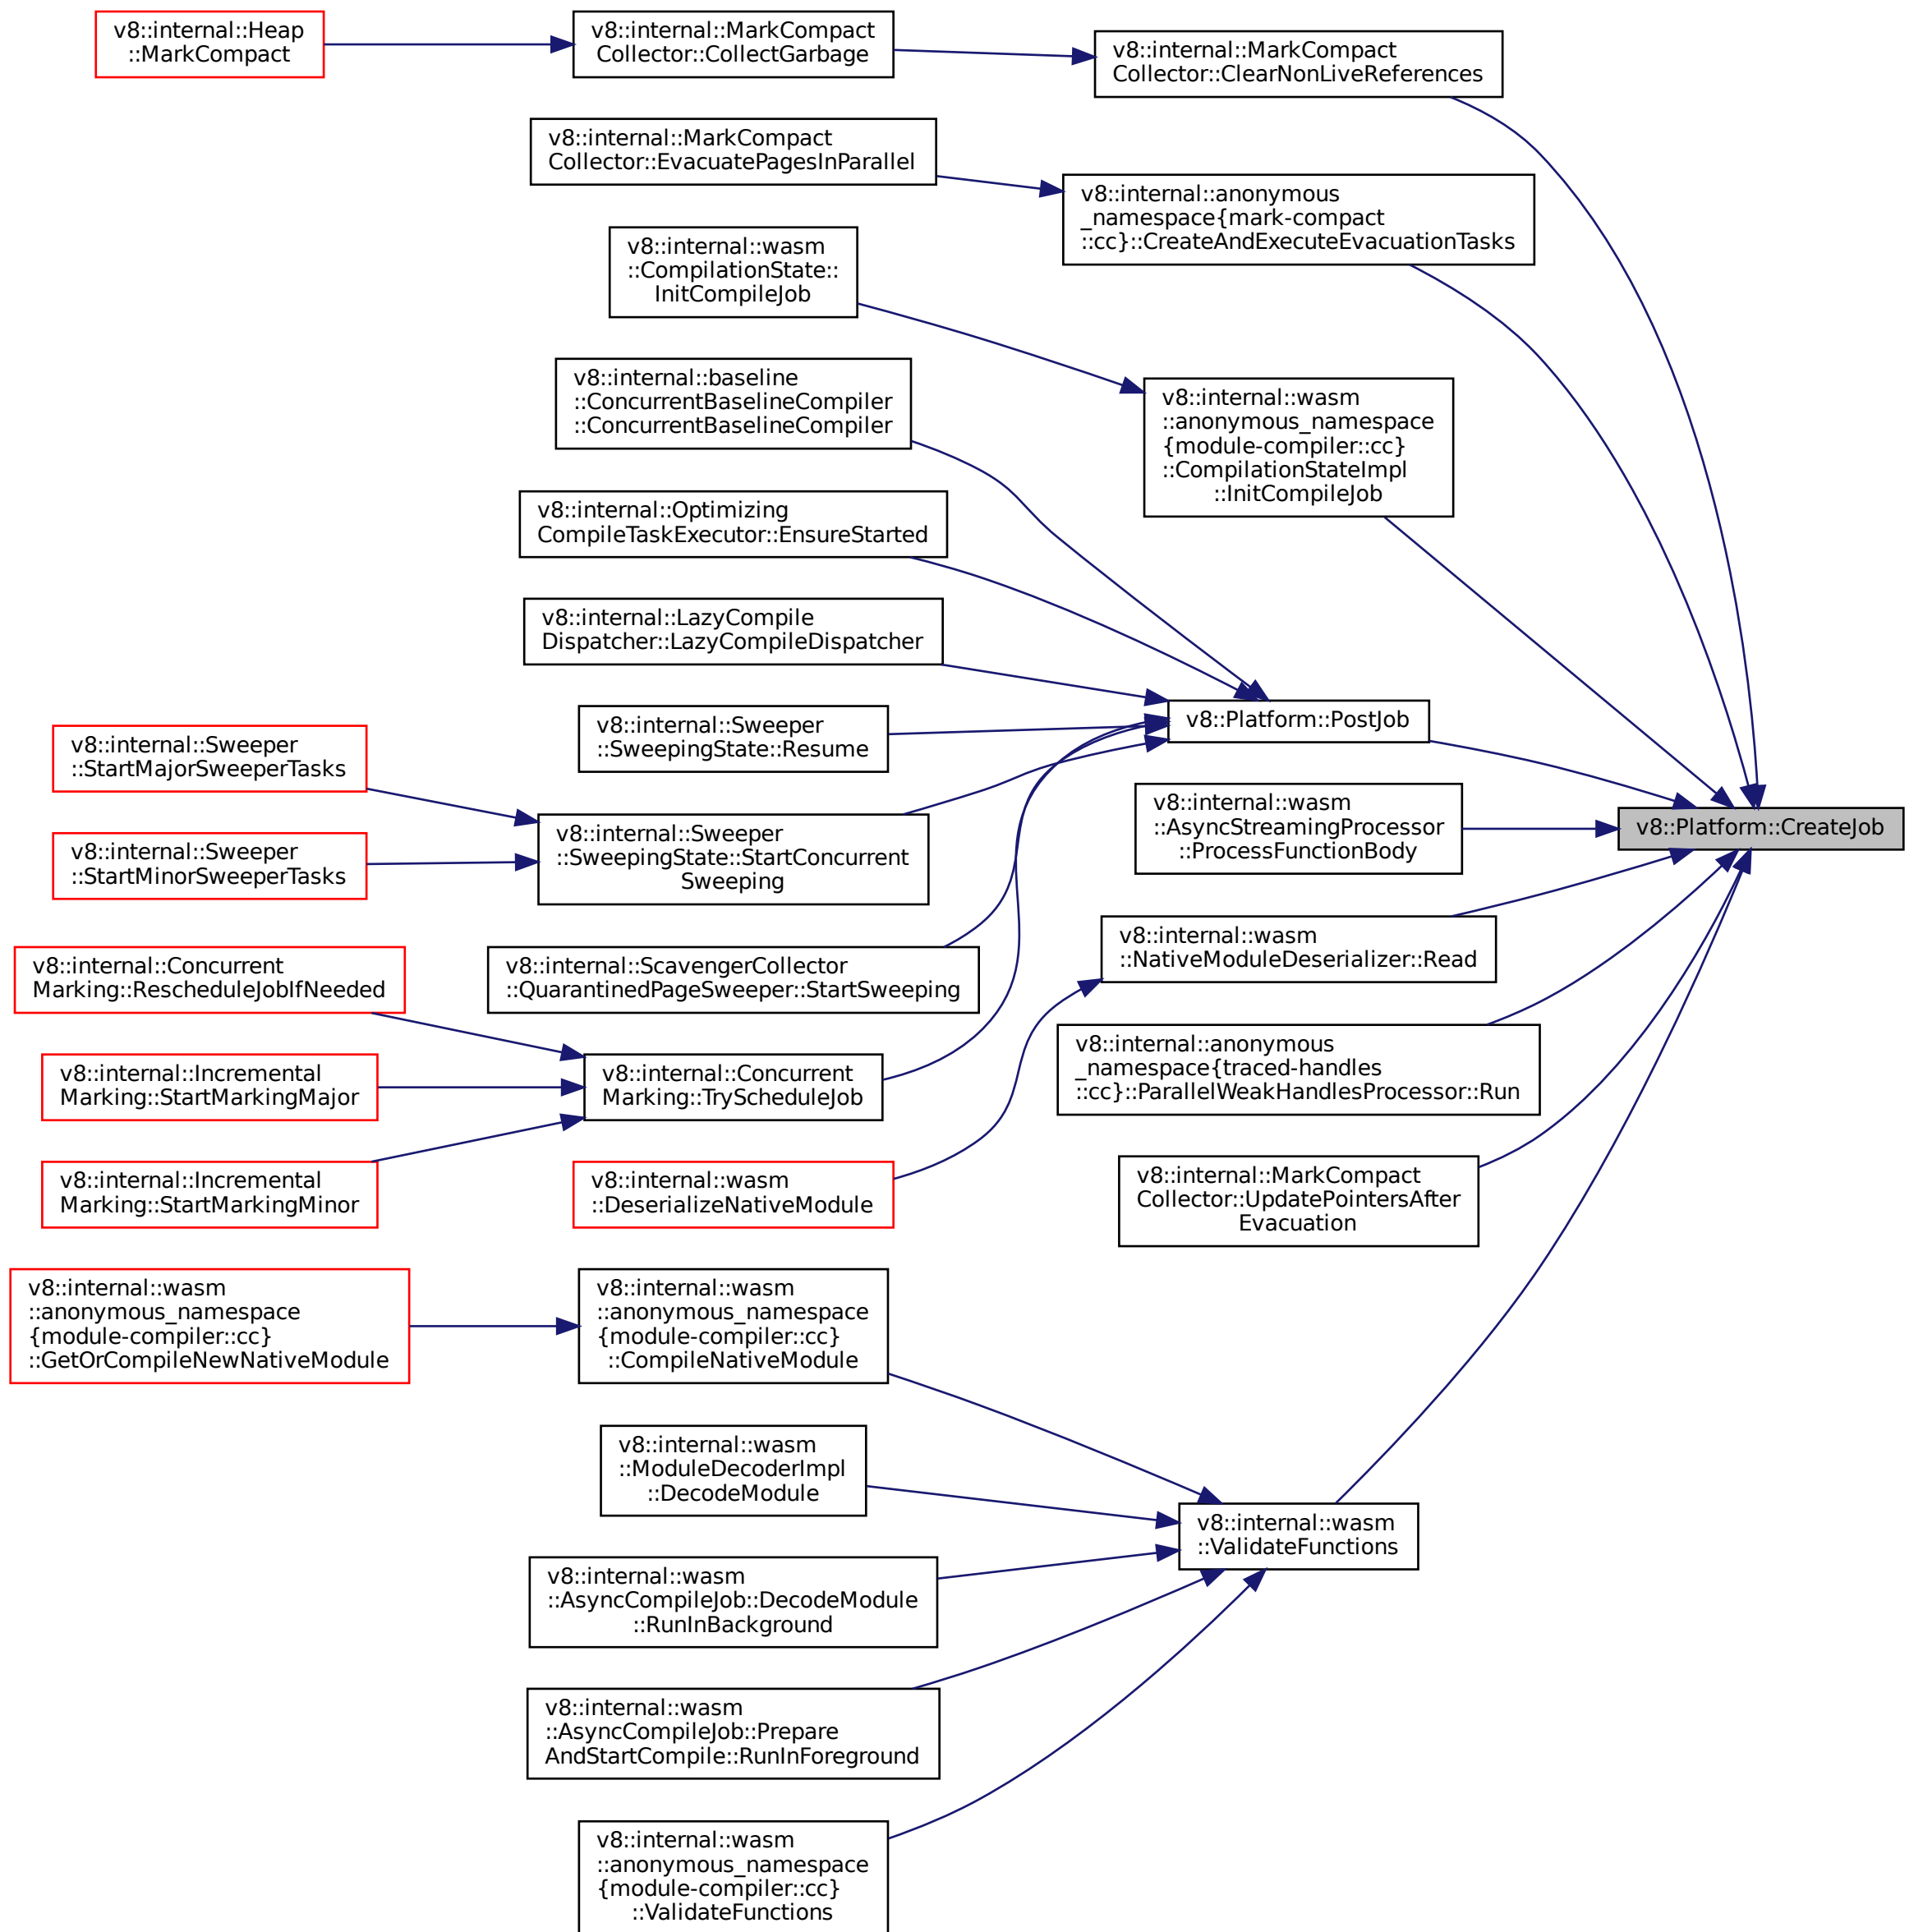 v8::internal::Heap
::MarkCompact
v8::internal::MarkCompact
Collector::CollectGarbage
v8::internal::MarkCompact
Collector::ClearNonLiveReferences
v8::internal::MarkCompact
Collector::EvacuatePagesInParallel
v8::internal::anonymous
_namespace{mark-compact
::cc}::CreateAndExecuteEvacuationTasks
v8::internal::wasm
::CompilationState::
InitCompileJob
v8::internal::baseline
::ConcurrentBaselineCompiler
::ConcurrentBaselineCompiler
v8::internal::wasm
::anonymous_namespace
{module-compiler::cc}
::CompilationStateImpl
::InitCompileJob
v8::internal::Optimizing
CompileTaskExecutor::EnsureStarted
v8::internal::LazyCompile
Dispatcher::LazyCompileDispatcher
v8::internal::Sweeper
::SweepingState::Resume
v8::Platform::PostJob
v8::internal::Sweeper
::StartMajorSweeperTasks
v8::internal::wasm
::AsyncStreamingProcessor
::ProcessFunctionBody
v8::Platform::CreateJob
v8::internal::Sweeper
::StartMinorSweeperTasks
v8::internal::Sweeper
::SweepingState::StartConcurrent
Sweeping
v8::internal::wasm
::NativeModuleDeserializer::Read
v8::internal::Concurrent
Marking::RescheduleJobIfNeeded
v8::internal::ScavengerCollector
::QuarantinedPageSweeper::StartSweeping
v8::internal::anonymous
_namespace{traced-handles
::cc}::ParallelWeakHandlesProcessor::Run
v8::internal::Incremental
Marking::StartMarkingMajor
v8::internal::Concurrent
Marking::TryScheduleJob
v8::internal::Incremental
Marking::StartMarkingMinor
v8::internal::wasm
::DeserializeNativeModule
v8::internal::MarkCompact
Collector::UpdatePointersAfter
Evacuation
v8::internal::wasm
::anonymous_namespace
{module-compiler::cc}
::GetOrCompileNewNativeModule
v8::internal::wasm
::anonymous_namespace
{module-compiler::cc}
::CompileNativeModule
v8::internal::wasm
::ModuleDecoderImpl
::DecodeModule
v8::internal::wasm
::ValidateFunctions
v8::internal::wasm
::AsyncCompileJob::DecodeModule
::RunInBackground
v8::internal::wasm
::AsyncCompileJob::Prepare
AndStartCompile::RunInForeground
v8::internal::wasm
::anonymous_namespace
{module-compiler::cc}
::ValidateFunctions